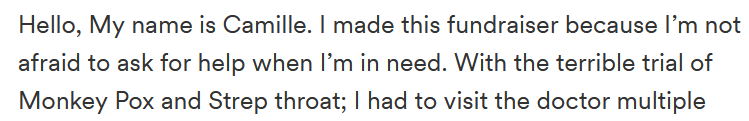 Hello, My name is Camille. I made this fundraiser because I’m not
afraid to ask for help when I’m in need. With the terrible trial of
Monkey Pox and Strep throat; I had to visit the doctor multiple